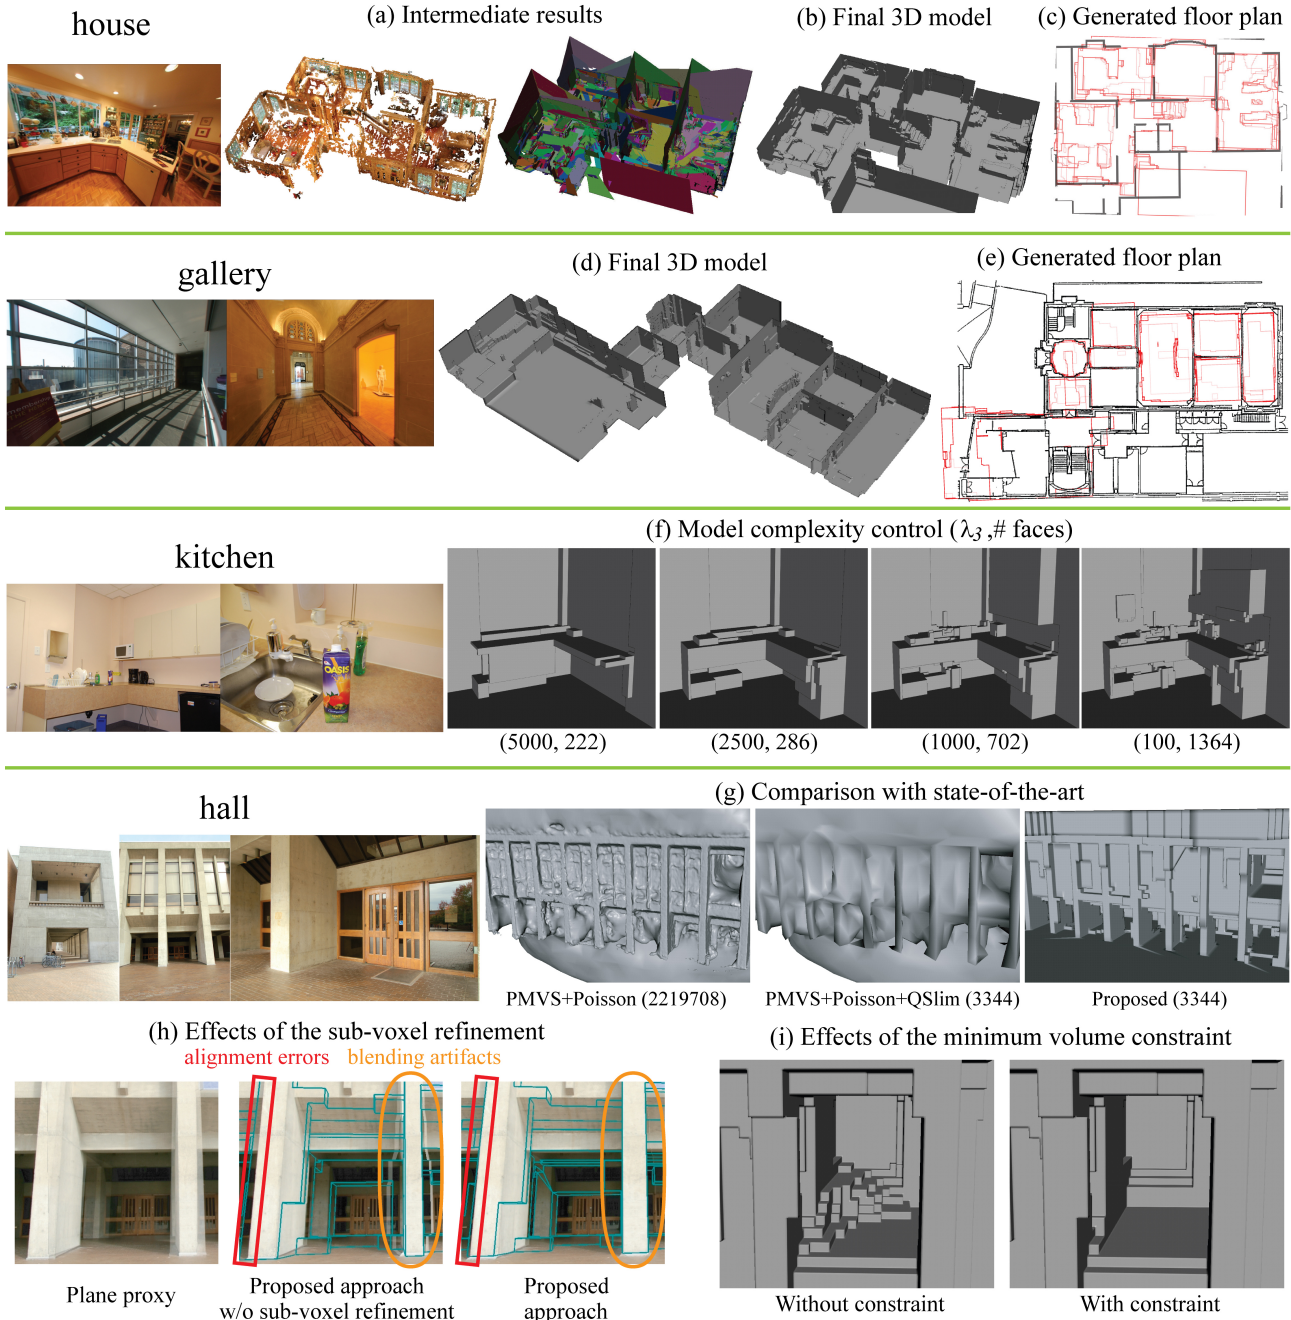 house
(a) Intermediate results
(b) Final 3D model
(c) Generated floor plan
gallery
(d) Final 3D model
(e) Generated floor plan
kitchen
(f) Model complexity control (λ3 ,# faces)
OASIS
(5000, 222)
(2500, 286)
(1000, 702)
(100, 1364)
hall
(g) Comparison with state-of-the-art
PMVS+Poisson (2219708)
PMVS+Poisson+QSlim (3344)
Proposed (3344)
(h) Effects of the sub-voxel refinement
alignment errors
blending artifacts
Plane proxy
Proposed approach
w/o sub-voxel refinement
Proposed
approach
(i) Effects of the minimum volume constraint
Without constraint
With constraint